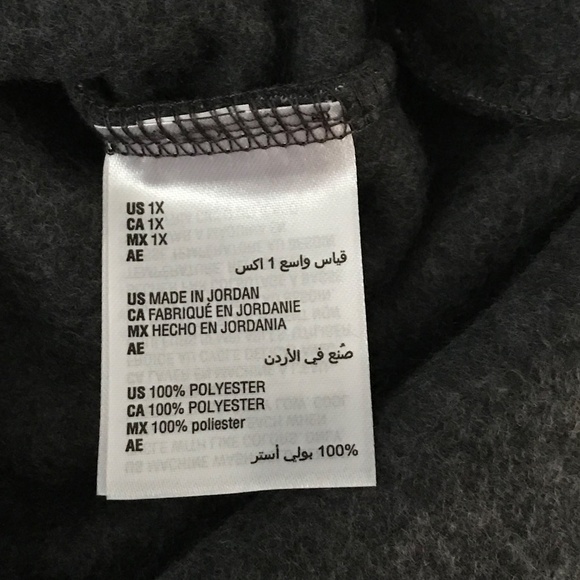 US 1X
CA 1X
MX 1X
AE
قياس واسع 1 اكس
US MADE IN JORDAN
CA FABRIQUÉ EN JORDANIE
MX HECHO EN JORDANIA
AE
صُنع في الأردن
US 100% POLYESTER
CA 100% POLYESTER
MX 100% poliester
AE
100% بولي أستر